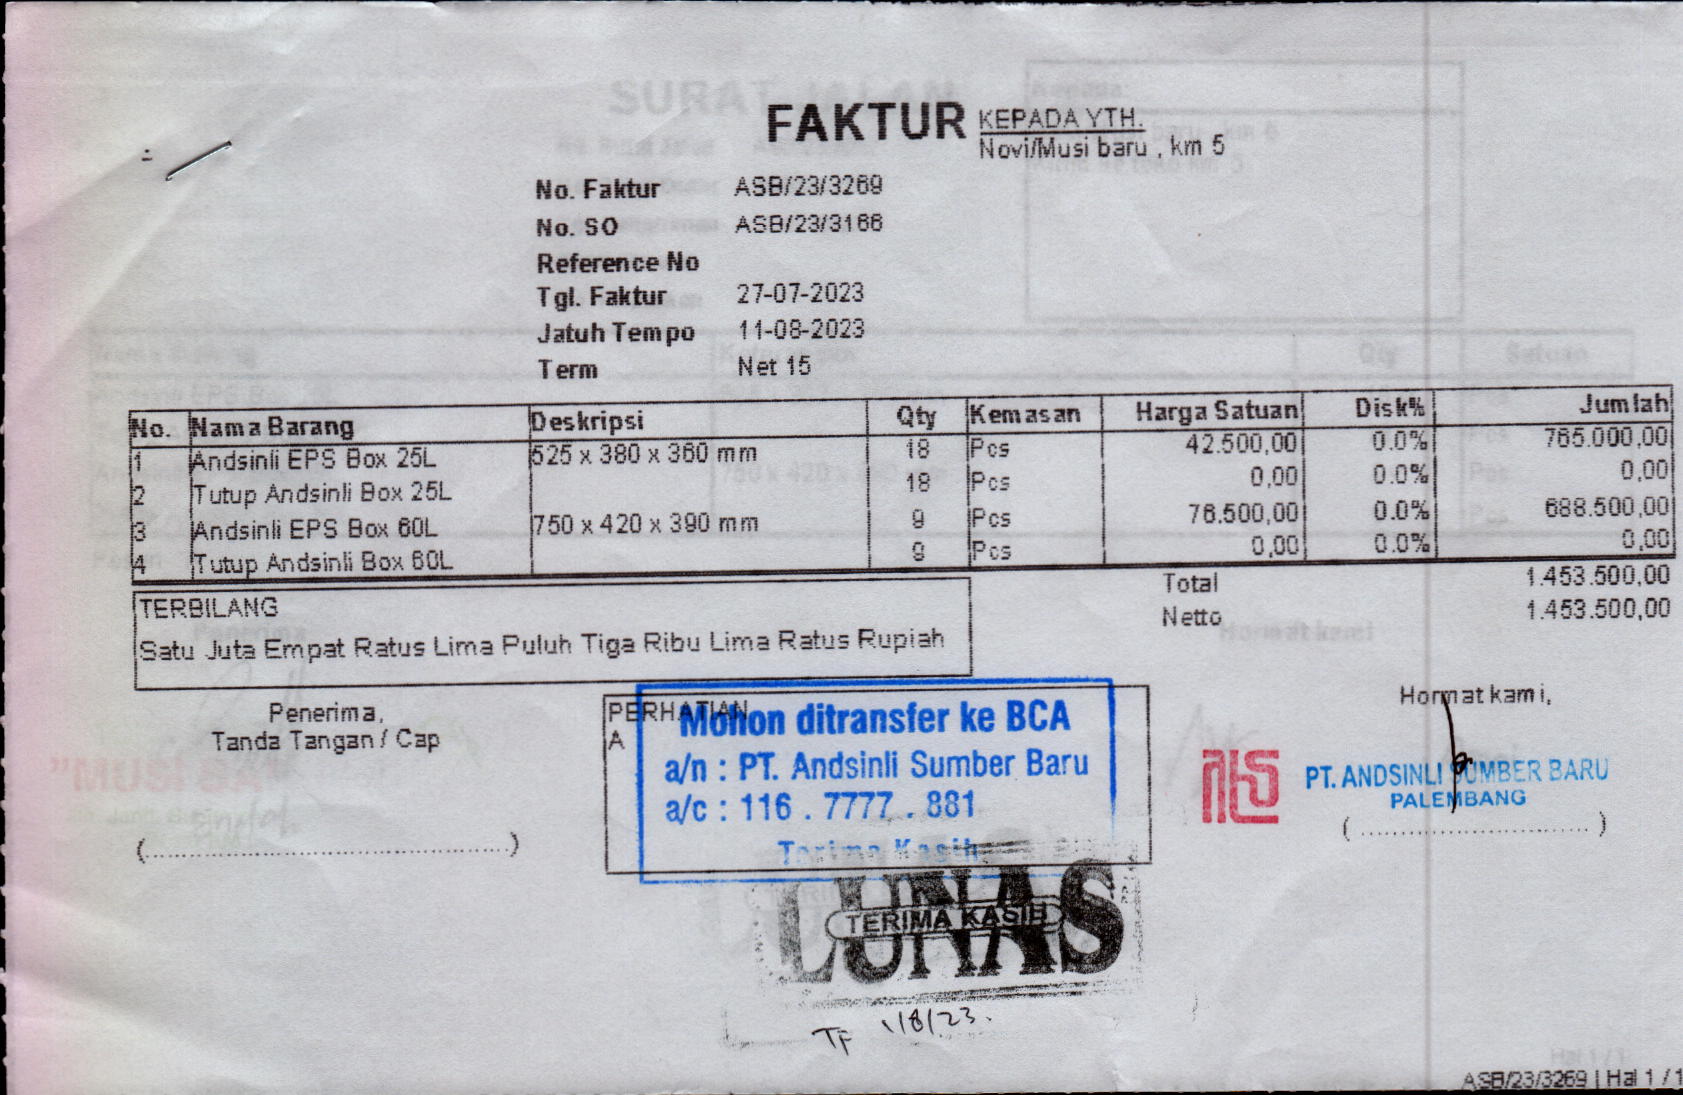 FAKTUR
KEPADA YTH.
Novi/Musi baru , km 5
No. Faktur ASB/23/3269
No. SO ASB/23/3166
Reference No
Tgl. Faktur 27-07-2023
Jatuh Tempo 11-08-2023
Term Net 15
No. Nama Barang Deskripsi Qty Kemasan Harga Satuan Disk% Jumlah
1 Andsinli EPS Box 25L 525 x 380 x 360 mm 18 Pcs 42.500,00 0.0% 765.000,00
2 Tutup Andsinli Box 25L 18 Pcs 0,00 0.0% 0,00
3 Andsinli EPS Box 60L 750 x 420 x 390 mm 9 Pcs 76.500,00 0.0% 688.500,00
4 Tutup Andsinli Box 60L 9 Pcs 0,00 0.0% 0,00
Total 1.453.500,00
Netto 1.453.500,00
TERBILANG
Satu Juta Empat Ratus Lima Puluh Tiga Ribu Lima Ratus Rupiah
Penerima,
Tanda Tangan / Cap
(........................................)
PERHATIAN
A
Mohon ditransfer ke BCA
a/n : PT. Andsinli Sumber Baru
a/c : 116 . 7777 . 881
Terima Kasih
Hormat kami,
PT. ANDSINLI SUMBER BARU
PALEMBANG
(..............................)
LUNAS
TERIMA KASIH
TF 1/8/23.
ASB/23/3269 | Hal 1 / 1